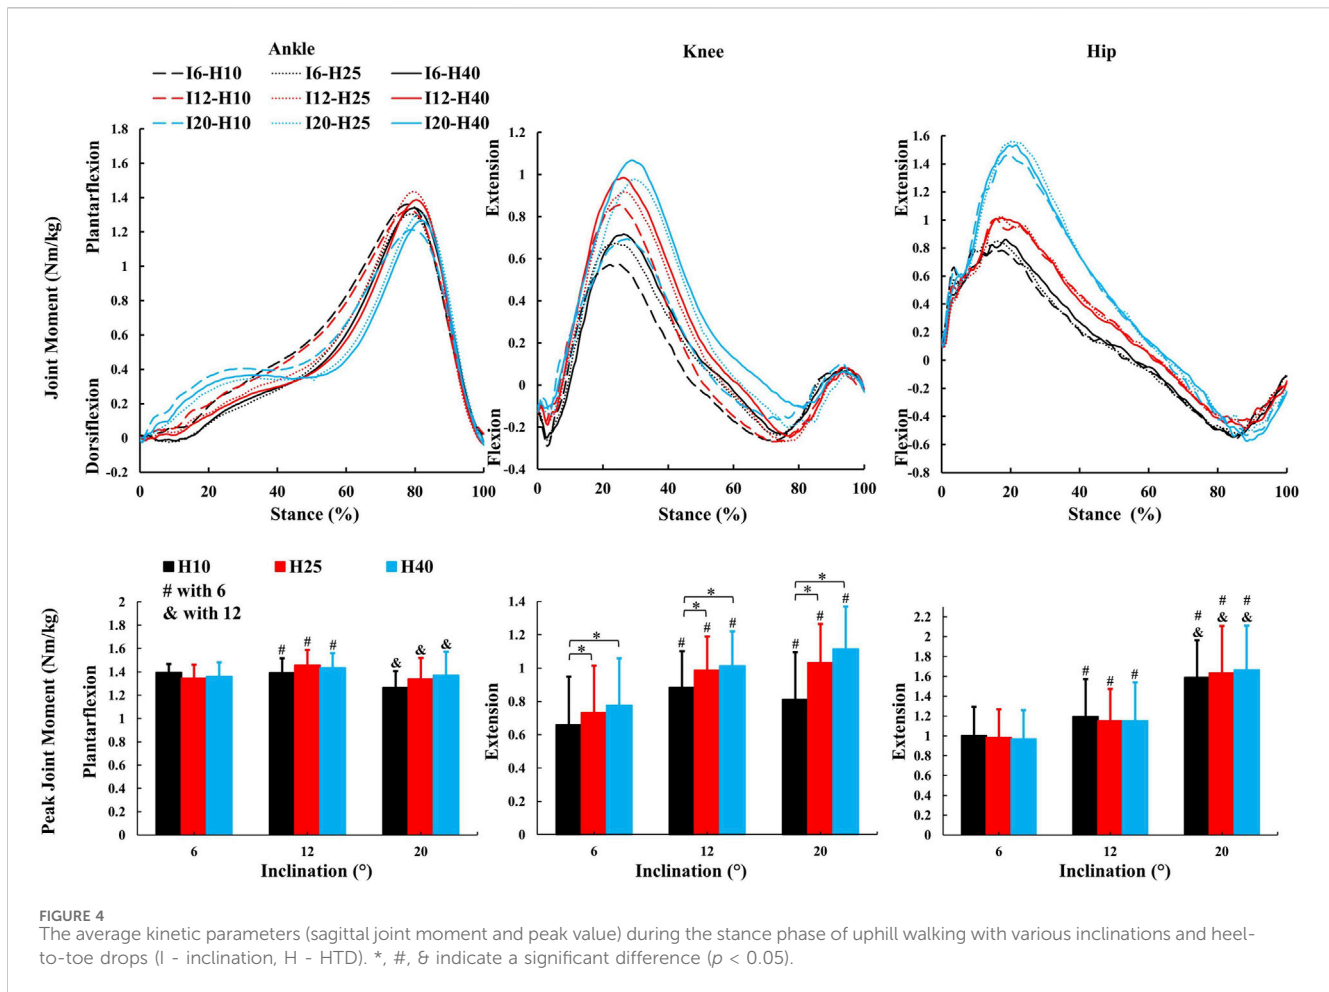 Ankle
Knee
Hip
I6-H10
I6-H25
I6-H40
I12-H10
I12-H25
I12-H40
I20-H10
I20-H25
I20-H40
Joint Moment (Nm/kg)
Dorsiflexion
Plantarflexion
1.8
1.6
1.4
1.2
1
0.8
0.6
0.4
0.2
0
-0.2
0
20
40
60
80
100
Stance (%)
Flexion
Extension
1.2
1
0.8
0.6
0.4
0.2
0
-0.2
-0.4
0
20
40
60
80
100
Stance (%)
Flexion
Extension
1.6
1.4
1.2
1
0.8
0.6
0.4
0.2
0
-0.2
-0.4
-0.6
-0.8
0
20
40
60
80
100
Stance (%)
H10
H25
H40
# with 6
& with 12
Peak Joint Moment (Nm/kg)
Plantarflexion
2
1.8
1.6
1.4
1.2
1
0.8
0.6
0.4
0.2
0
# # #
& & &
6
12
20
Inclination (°)
Extension
1.4
1.2
1
0.8
0.6
0.4
0.2
0
* *
* *
* *
# # #
# # #
6
12
20
Inclination (°)
Extension
2.2
2
1.8
1.6
1.4
1.2
1
0.8
0.6
0.4
0.2
0
# # #
# # #
& & &
6
12
20
Inclination (°)
FIGURE 4
The average kinetic parameters (sagittal joint moment and peak value) during the stance phase of uphill walking with various inclinations and heel-
to-toe drops (I - inclination, H - HTD). *, #, & indicate a significant difference (p < 0.05).